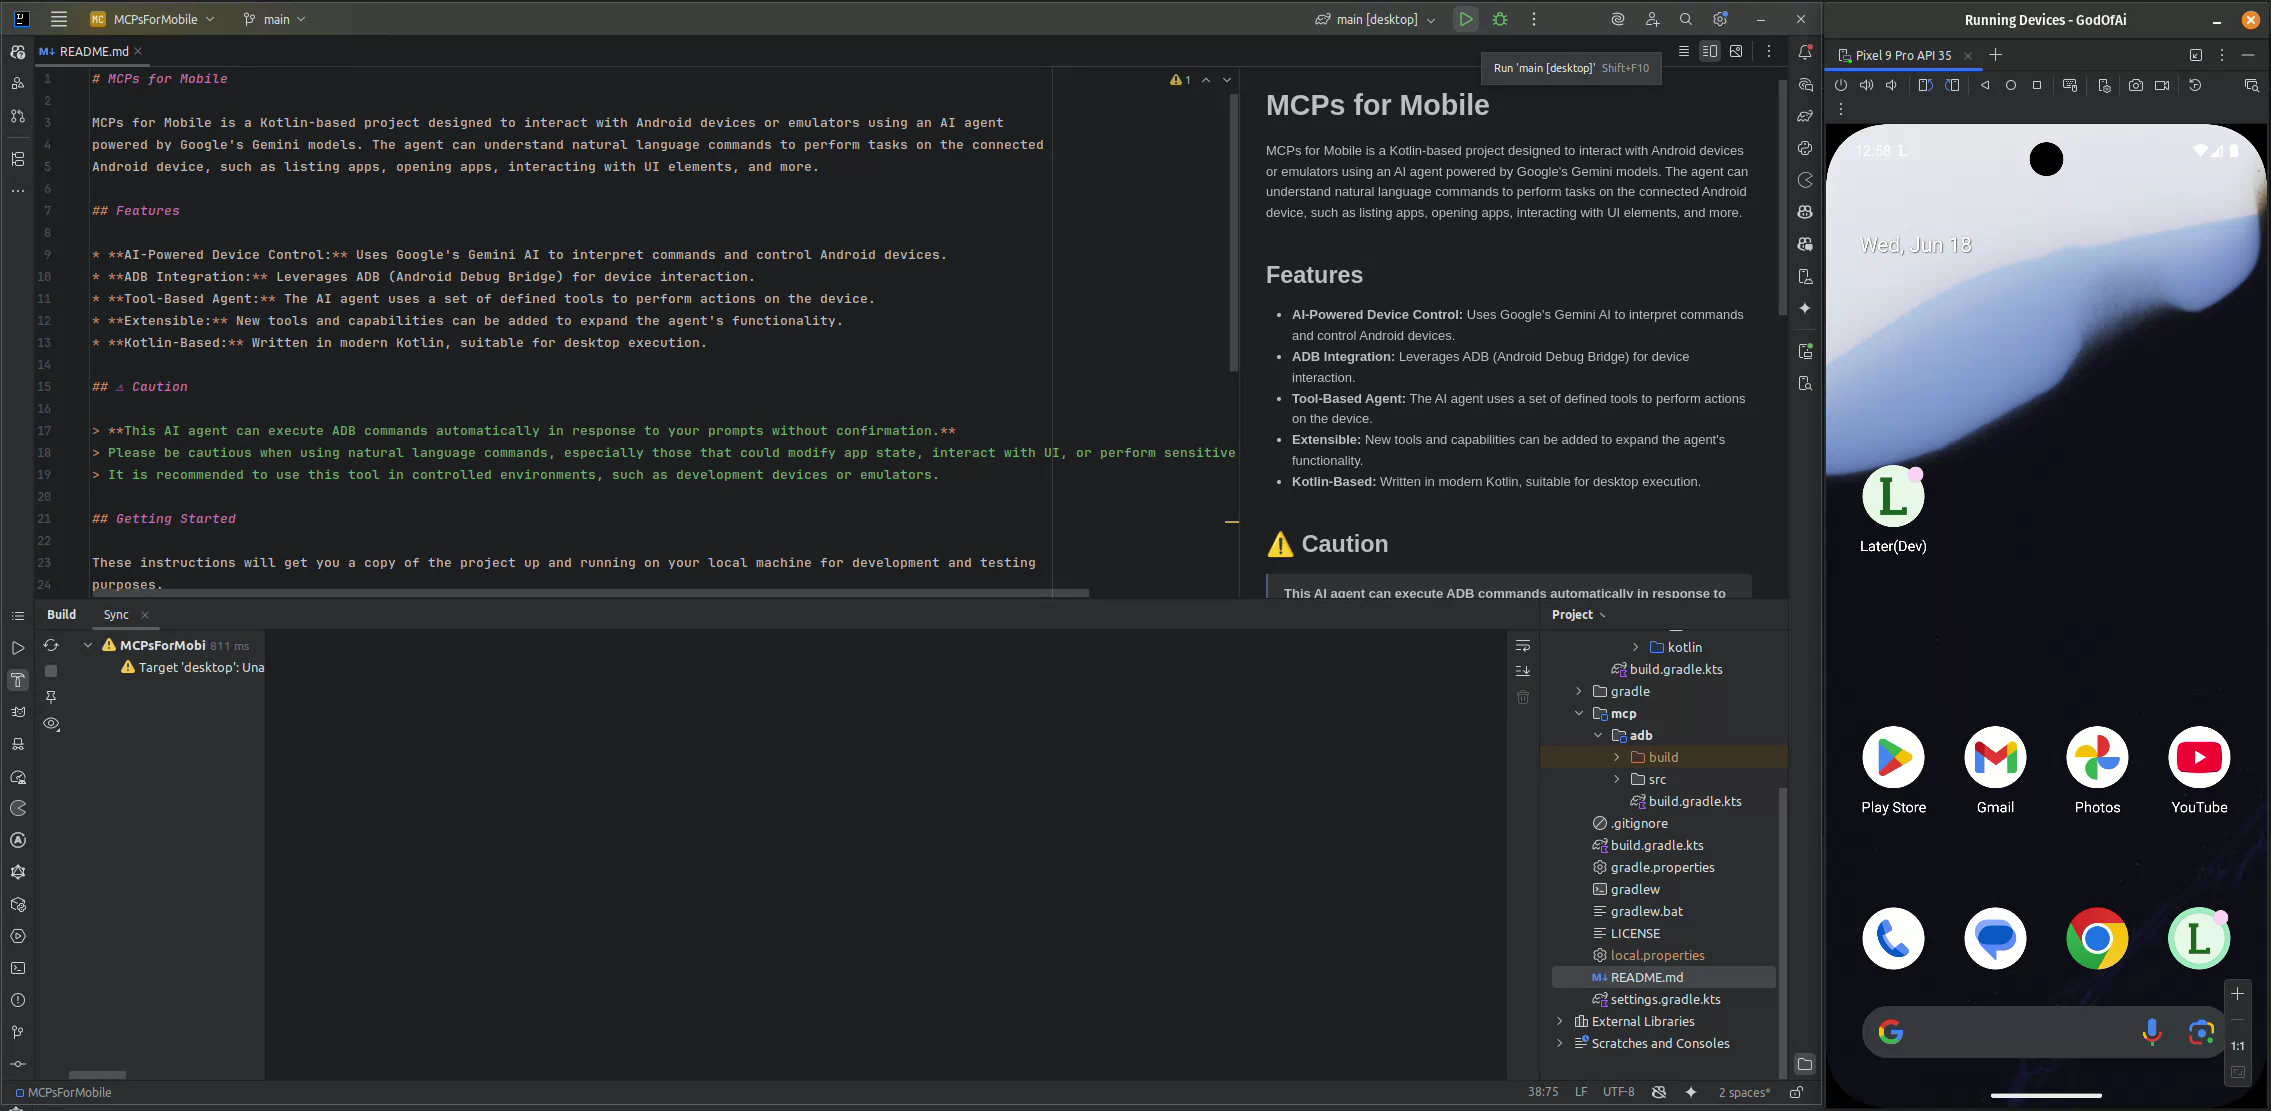 MC MCPsForMobile main main [desktop]
M↓ README.md
Run 'main [desktop]' Shift+F10
1 # MCPs for Mobile
2
3 MCPs for Mobile is a Kotlin-based project designed to interact with Android devices or emulators using an AI agent
4 powered by Google's Gemini models. The agent can understand natural language commands to perform tasks on the connected
5 Android device, such as listing apps, opening apps, interacting with UI elements, and more.
6
7 ## Features
8
9 * **AI-Powered Device Control:** Uses Google's Gemini AI to interpret commands and control Android devices.
10 * **ADB Integration:** Leverages ADB (Android Debug Bridge) for device interaction.
11 * **Tool-Based Agent:** The AI agent uses a set of defined tools to perform actions on the device.
12 * **Extensible:** New tools and capabilities can be added to expand the agent's functionality.
13 * **Kotlin-Based:** Written in modern Kotlin, suitable for desktop execution.
14
15 ## ⚠ Caution
16
17 > **This AI agent can execute ADB commands automatically in response to your prompts without confirmation.**
18 > Please be cautious when using natural language commands, especially those that could modify app state, interact with UI, or perform sensitive
19 > It is recommended to use this tool in controlled environments, such as development devices or emulators.
20
21 ## Getting Started
22
23 These instructions will get you a copy of the project up and running on your local machine for development and testing
24 purposes.
1
MCPs for Mobile
MCPs for Mobile is a Kotlin-based project designed to interact with Android devices
or emulators using an AI agent powered by Google's Gemini models. The agent can
understand natural language commands to perform tasks on the connected Android
device, such as listing apps, opening apps, interacting with UI elements, and more.
Features
• AI-Powered Device Control: Uses Google's Gemini AI to interpret commands
and control Android devices.
• ADB Integration: Leverages ADB (Android Debug Bridge) for device
interaction.
• Tool-Based Agent: The AI agent uses a set of defined tools to perform actions
on the device.
• Extensible: New tools and capabilities can be added to expand the agent's
functionality.
• Kotlin-Based: Written in modern Kotlin, suitable for desktop execution.
⚠️ Caution
This AI agent can execute ADB commands automatically in response to
Build Sync
MCPsForMobi 811 ms
Target 'desktop': Una
Project
kotlin
build.gradle.kts
gradle
mcp
adb
build
src
build.gradle.kts
.gitignore
build.gradle.kts
gradle.properties
gradlew
gradlew.bat
LICENSE
local.properties
M↓ README.md
settings.gradle.kts
External Libraries
Scratches and Consoles
MCPsForMobile
38:75 LF UTF-8 2 spaces*
Running Devices - GodOfAi
Pixel 9 Pro API 35
12:58 L
Wed, Jun 18
L
Later(Dev)
Play Store Gmail Photos YouTube
L
G
1:1